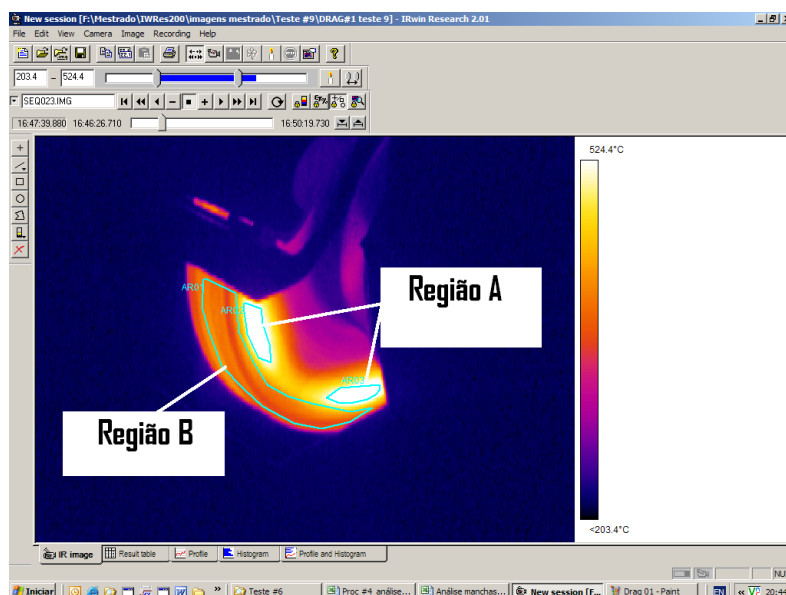 New session [F:\Mestrado\IWRes200\imagens mestrado\Teste #9\DRAG#1 teste 9] - IRwin Research 2.01
File Edit View Camera Image Recording Help
203.4 - 524.4
SEQ023.IMG
16:47:39.880 16:46:26.710 16:50:19.730
524.4°C
Região A
AR01
AR02
AR03
Região B
<203.4°C
IR image Result table Profile Histogram Profile and Histogram
NU
Iniciar » Teste #6 Proc #4 análise... Análise manchas... New session [F... Drag 01 - Paint EN « 20:44